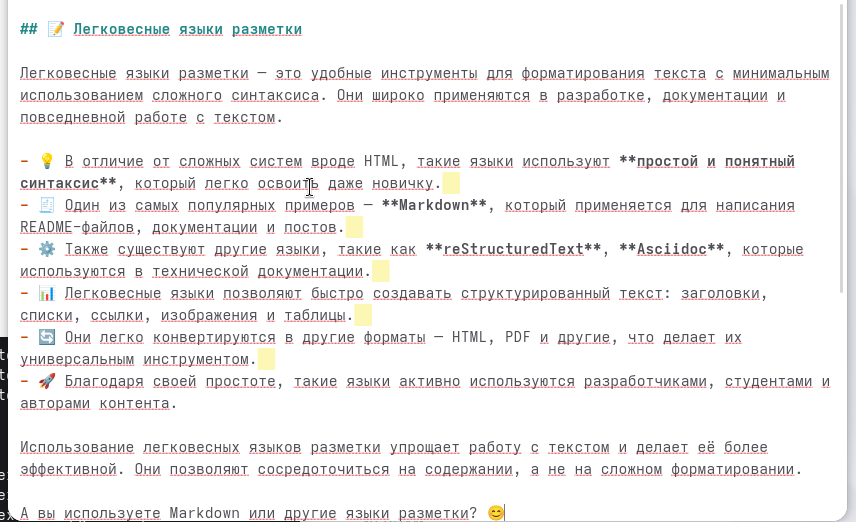 ## 📝 Легковесные языки разметки
Легковесные языки разметки — это удобные инструменты для форматирования текста с минимальным
использованием сложного синтаксиса. Они широко применяются в разработке, документации и
повседневной работе с текстом.
- 💡 В отличие от сложных систем вроде HTML, такие языки используют **простой и понятный
синтаксис**, который легко освоить даже новичку.
- 🧾 Один из самых популярных примеров — **Markdown**, который применяется для написания
README-файлов, документации и постов.
- ⚙️ Также существуют другие языки, такие как **reStructuredText**, **Asciidoc**, которые
используются в технической документации.
- 📊 Легковесные языки позволяют быстро создавать структурированный текст: заголовки,
списки, ссылки, изображения и таблицы.
- 🔄 Они легко конвертируются в другие форматы — HTML, PDF и другие, что делает их
универсальным инструментом.
- 🚀 Благодаря своей простоте, такие языки активно используются разработчиками, студентами и
авторами контента.
Использование легковесных языков разметки упрощает работу с текстом и делает её более
эффективной. Они позволяют сосредоточиться на содержании, а не на сложном форматировании.
А вы используете Markdown или другие языки разметки? 😊